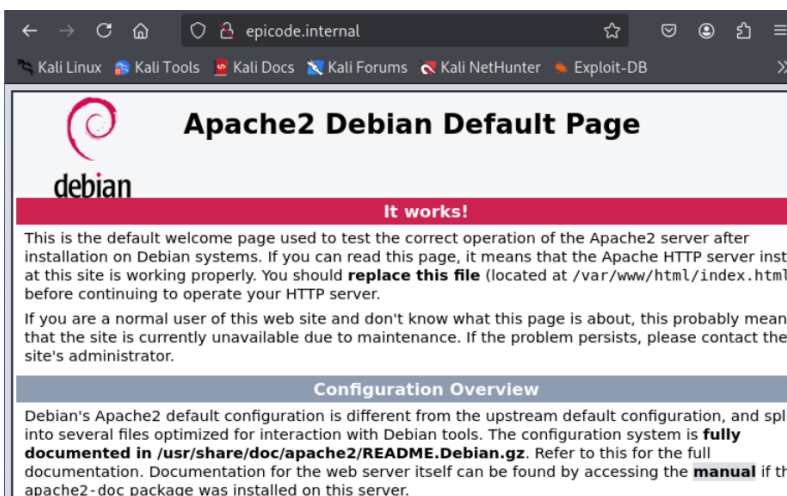 epicode.internal
Kali Linux Kali Tools Kali Docs Kali Forums Kali NetHunter Exploit-DB
debian
Apache2 Debian Default Page
It works!
This is the default welcome page used to test the correct operation of the Apache2 server after
installation on Debian systems. If you can read this page, it means that the Apache HTTP server inst
at this site is working properly. You should replace this file (located at /var/www/html/index.html
before continuing to operate your HTTP server.
If you are a normal user of this web site and don't know what this page is about, this probably mean
that the site is currently unavailable due to maintenance. If the problem persists, please contact the
site's administrator.
Configuration Overview
Debian's Apache2 default configuration is different from the upstream default configuration, and spl
into several files optimized for interaction with Debian tools. The configuration system is fully
documented in /usr/share/doc/apache2/README.Debian.gz. Refer to this for the full
documentation. Documentation for the web server itself can be found by accessing the manual if th
apache2-doc package was installed on this server.